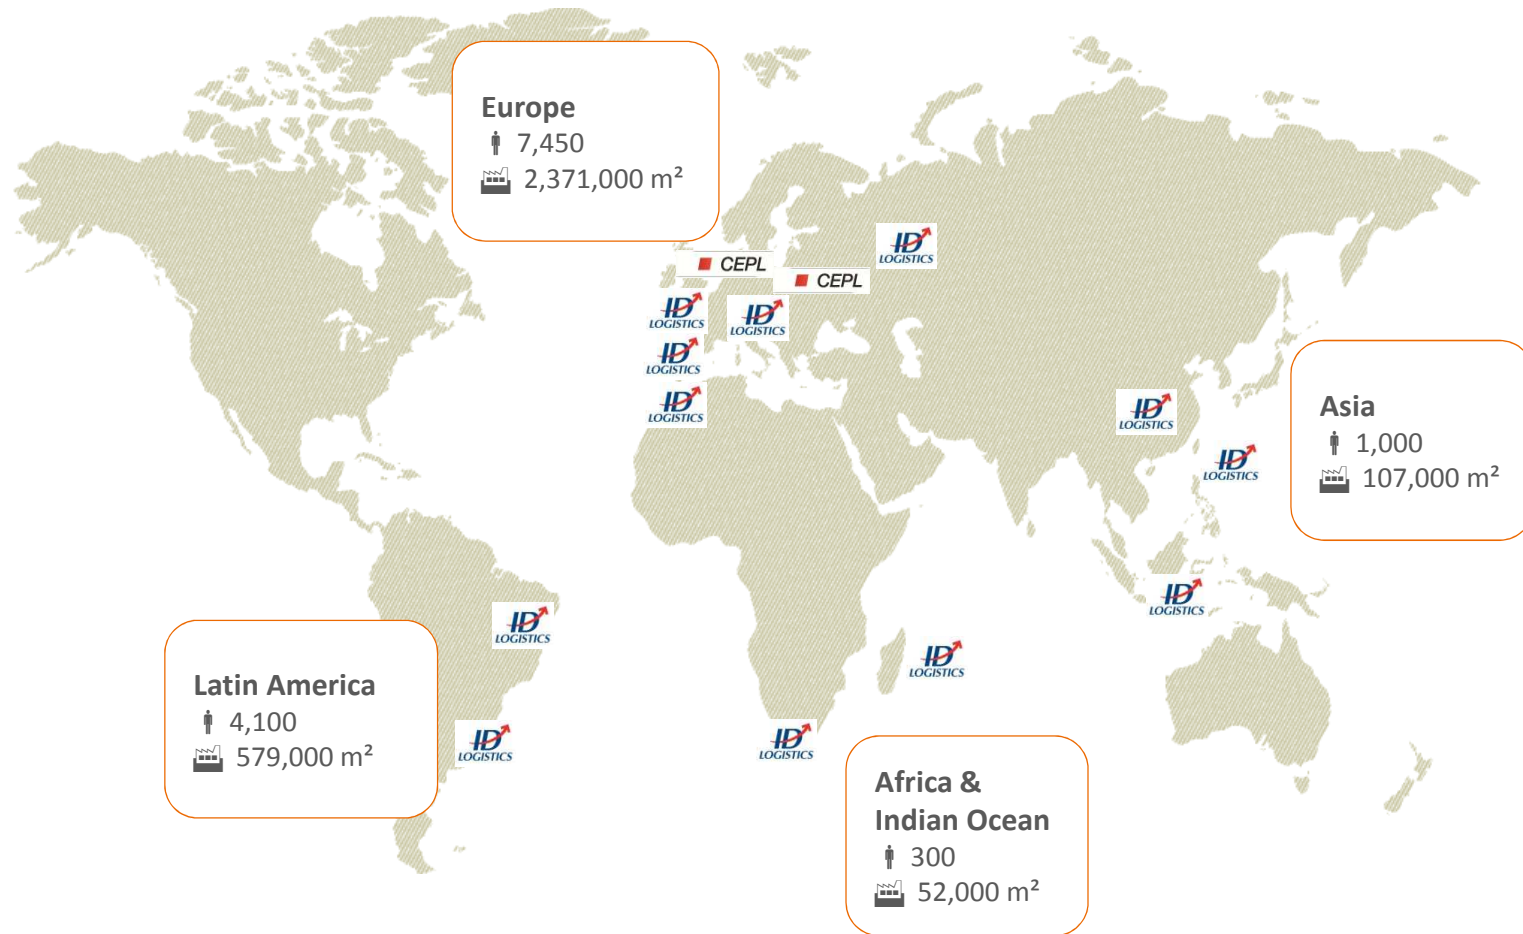 Europe
7,450
2,371,000 m²
ID
LOGISTICS
CEPL
CEPL
ID
LOGISTICS
ID
LOGISTICS
ID
LOGISTICS
ID
LOGISTICS
ID
LOGISTICS
ID
LOGISTICS
Asia
1,000
107,000 m²
ID
LOGISTICS
ID
LOGISTICS
ID
LOGISTICS
Latin America
4,100
579,000 m²
ID
LOGISTICS
ID
LOGISTICS
Africa &
Indian Ocean
300
52,000 m²